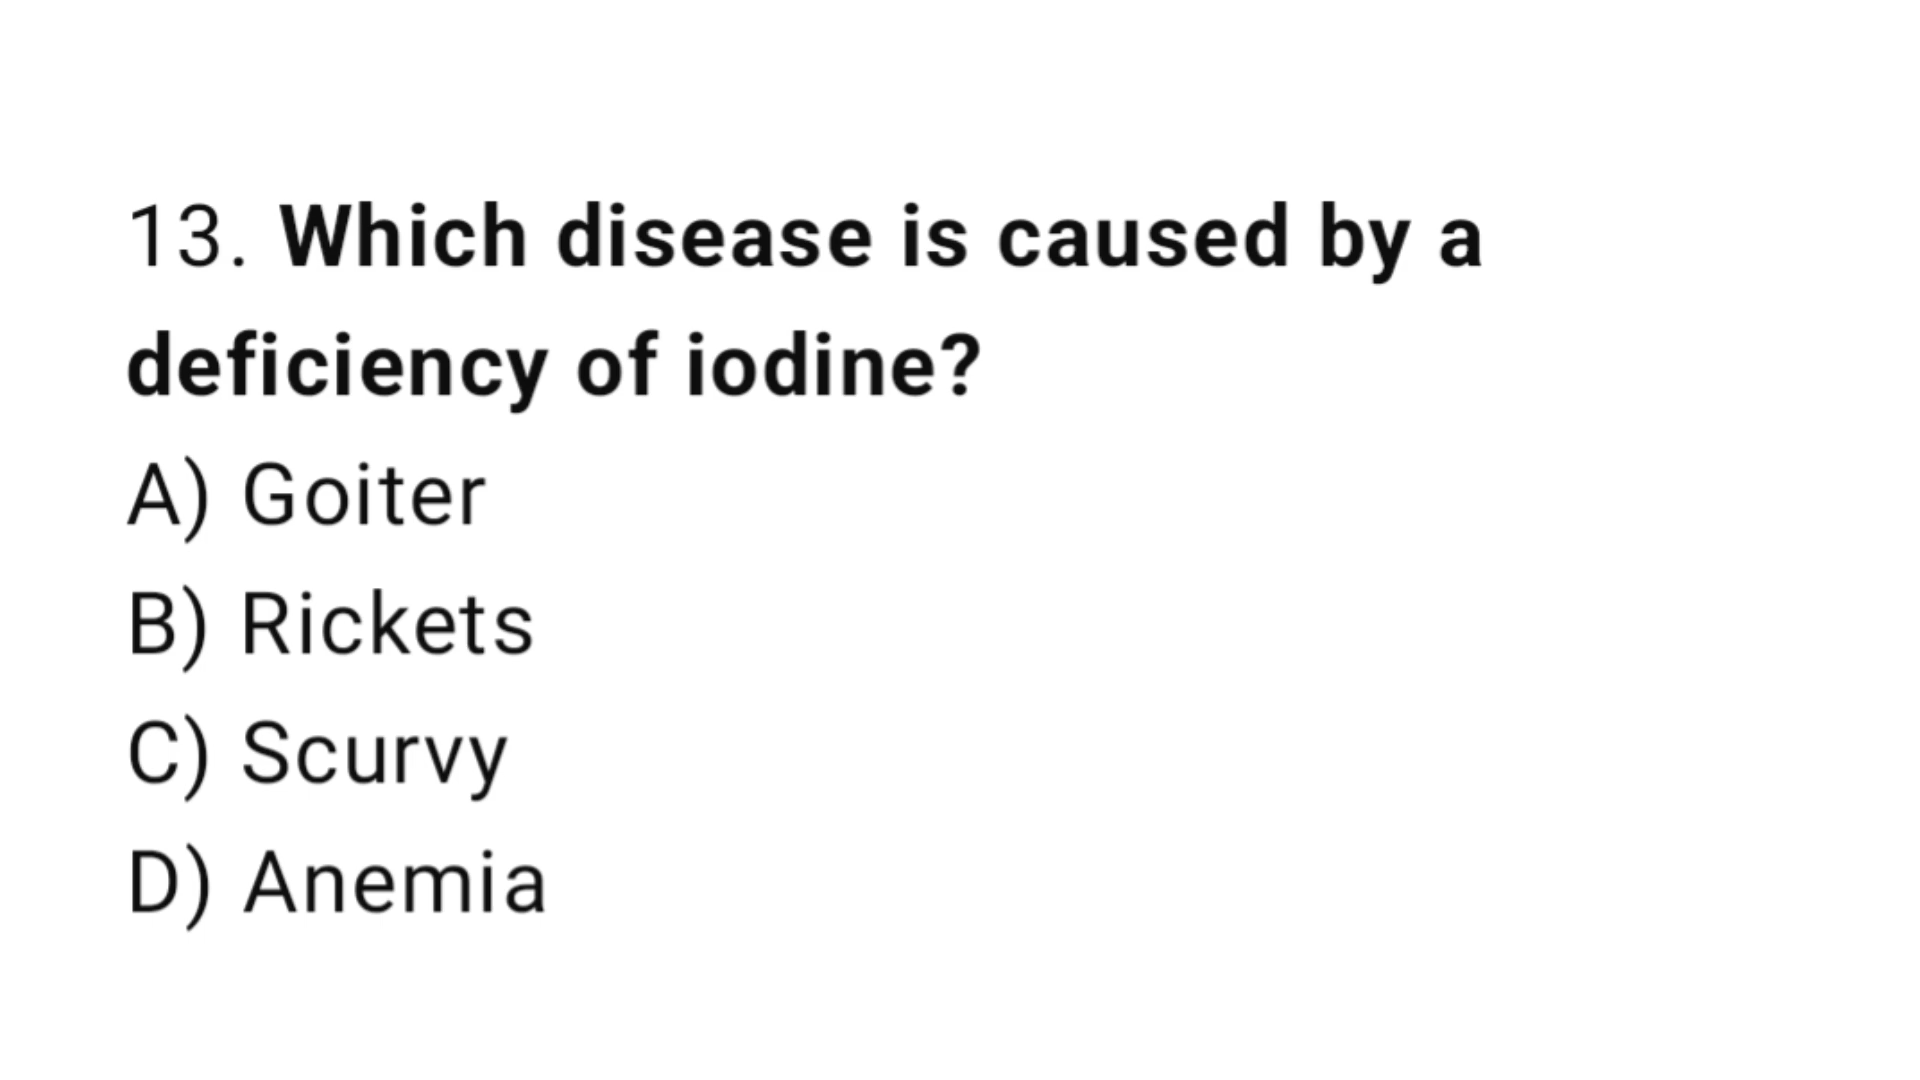 13. Which disease is caused by a
deficiency of iodine?
A) Goiter
B) Rickets
C) Scurvy
D) Anemia